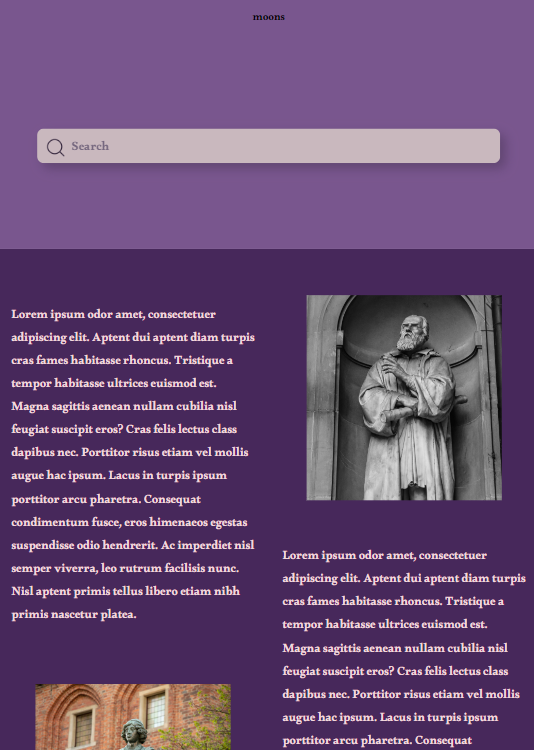 moons
Search
Lorem ipsum odor amet, consectetuer
adipiscing elit. Aptent dui aptent diam turpis
cras fames habitasse rhoncus. Tristique a
tempor habitasse ultrices euismod est.
Magna sagittis aenean nullam cubilia nisl
feugiat suscipit eros? Cras felis lectus class
dapibus nec. Porttitor risus etiam vel mollis
augue hac ipsum. Lacus in turpis ipsum
porttitor arcu pharetra. Consequat
condimentum fusce, eros himenaeos egestas
suspendisse odio hendrerit. Ac imperdiet nisl
semper viverra, leo rutrum facilisis nunc.
Nisl aptent primis tellus libero etiam nibh
primis nascetur platea.
Lorem ipsum odor amet, consectetuer
adipiscing elit. Aptent dui aptent diam turpis
cras fames habitasse rhoncus. Tristique a
tempor habitasse ultrices euismod est.
Magna sagittis aenean nullam cubilia nisl
feugiat suscipit eros? Cras felis lectus class
dapibus nec. Porttitor risus etiam vel mollis
augue hac ipsum. Lacus in turpis ipsum
porttitor arcu pharetra. Consequat